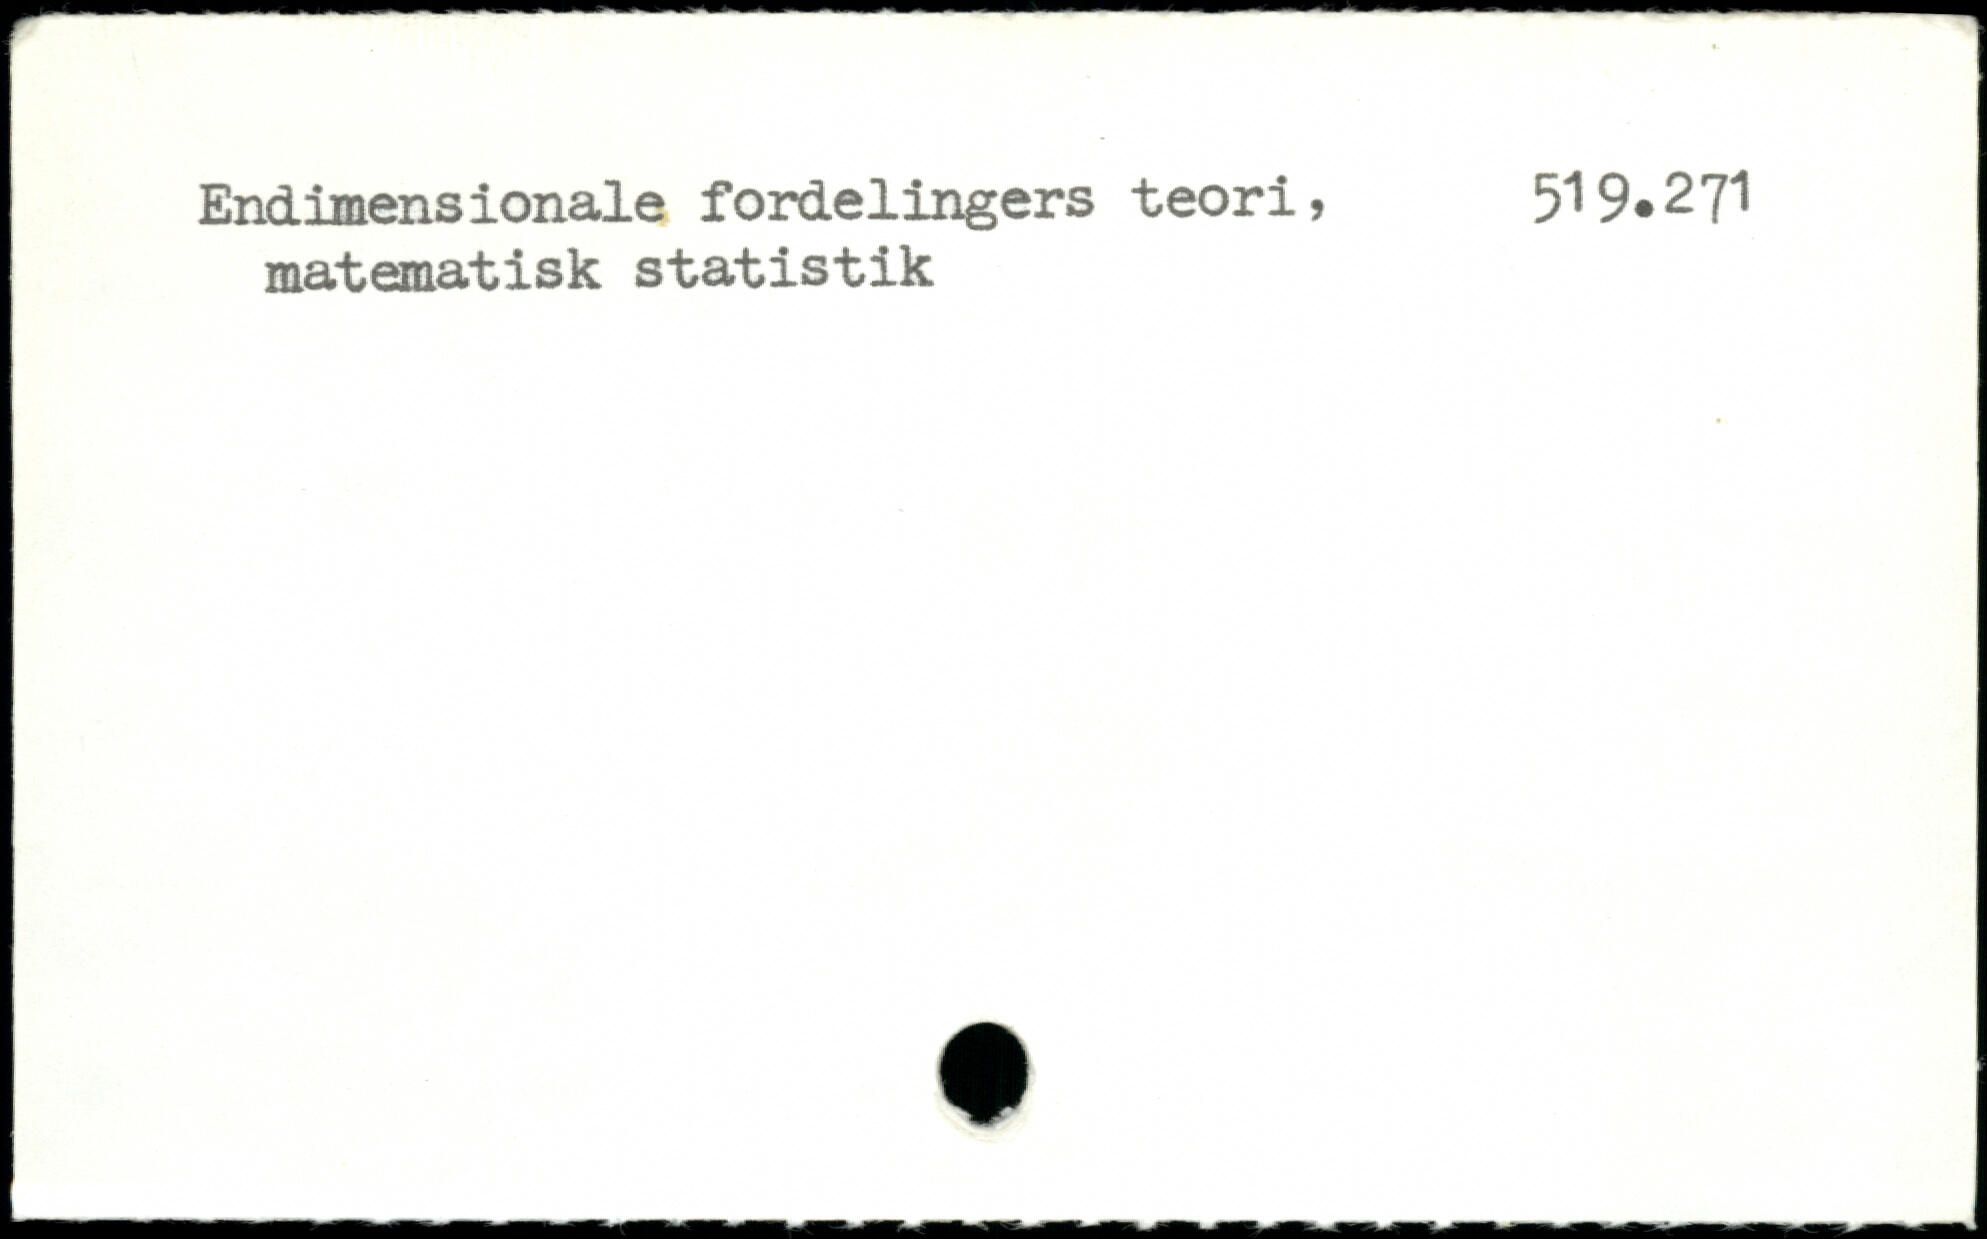 Endimensionale fordelingers teori, 519.271
matematisk statistik